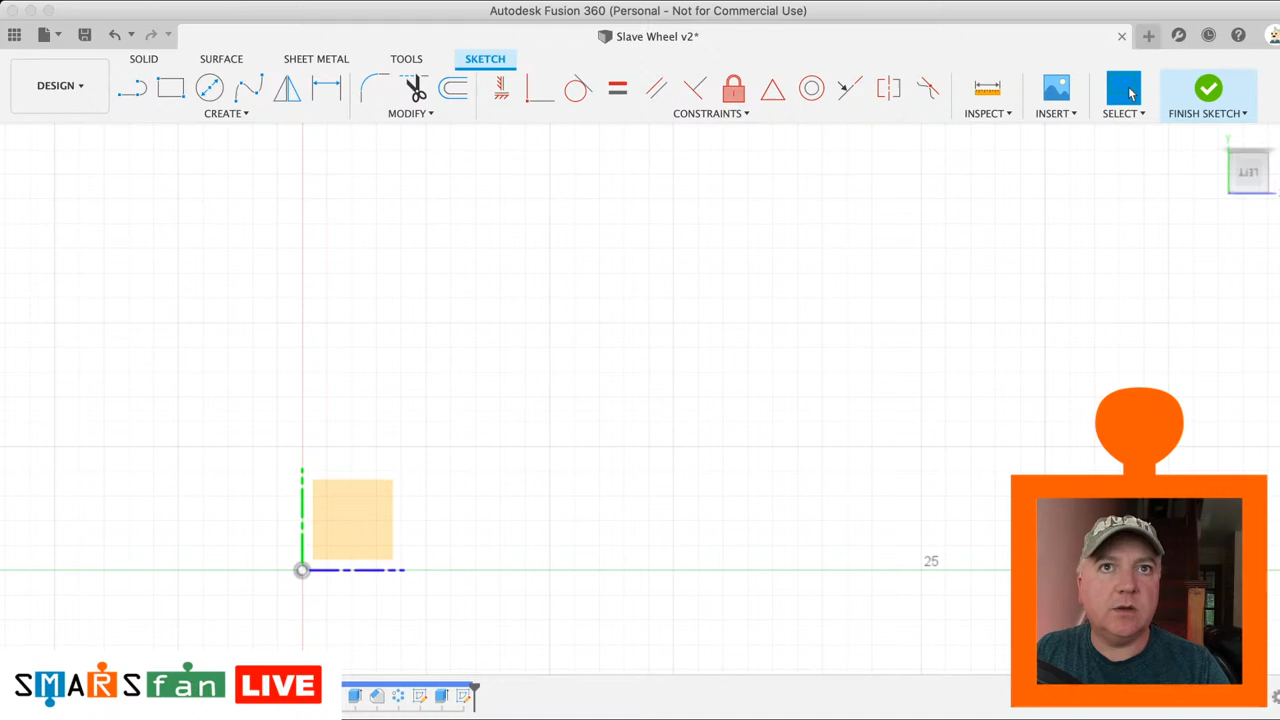 Autodesk Fusion 360 (Personal - Not for Commercial Use)
Slave Wheel v2*
SOLID SURFACE SHEET METAL TOOLS SKETCH
DESIGN
CREATE MODIFY CONSTRAINTS INSPECT INSERT SELECT FINISH SKETCH
Y
LEFT
25
SMARSfan LIVE